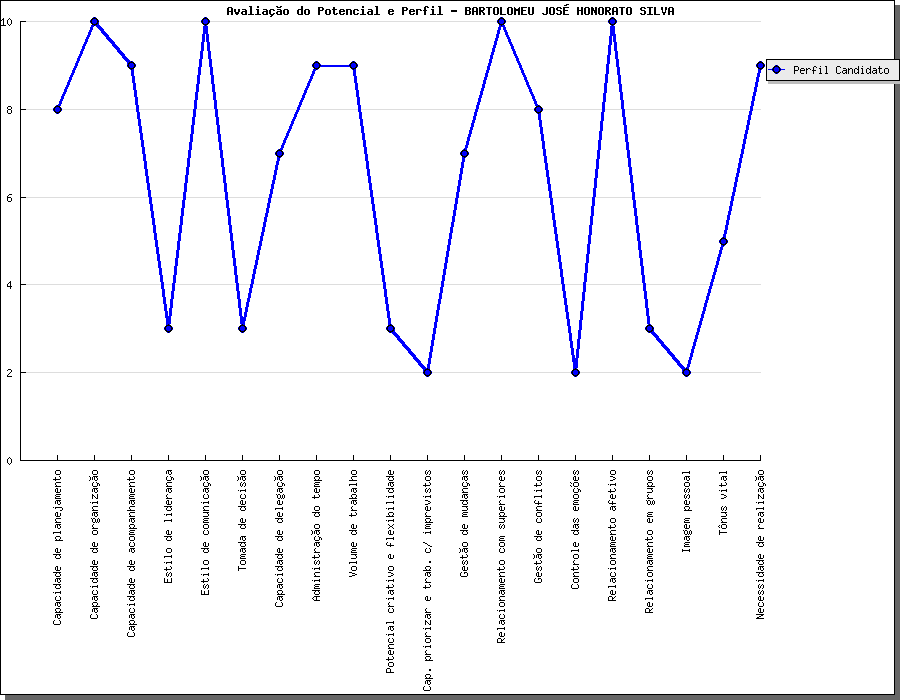 Avaliação do Potencial e Perfil - BARTOLOMEU JOSÉ HONORATO SILVA
10
8
6
4
2
0
Perfil Candidato
Capacidade de planejamento
Capacidade de organização
Capacidade de acompanhamento
Estilo de liderança
Estilo de comunicação
Tomada de decisão
Capacidade de delegação
Administração do tempo
Volume de trabalho
Potencial criativo e flexibilidade
Cap. priorizar e trab. c/ imprevistos
Gestão de mudanças
Relacionamento com superiores
Gestão de conflitos
Controle das emoções
Relacionamento afetivo
Relacionamento em grupos
Imagem pessoal
Tônus vital
Necessidade de realização